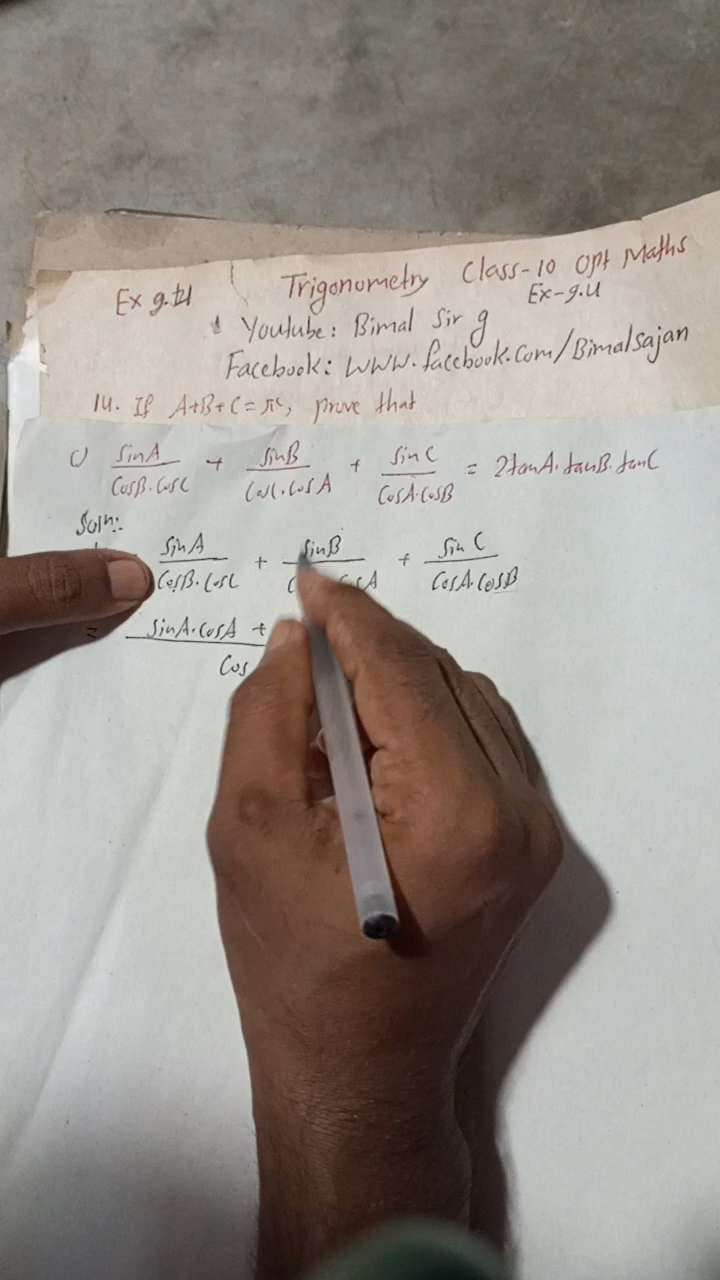 Ex 9.4 Trigonometry Class-10 Opt Maths
Ex-9.4
Youtube: Bimal Sir g
Facebook: WWW.facebook.Com/Bimalsajan
14. If A+B+C=πᶜ, prove that
c) SinA/CosB.CosC + SinB/CosC.CosA + SinC/CosA.CosB = 2tanA.tanB.tanC
Soln:
SinA/CosB.CosC + SinB/CosA + SinC/CosA.CosB
= SinA.CosA +
Cos